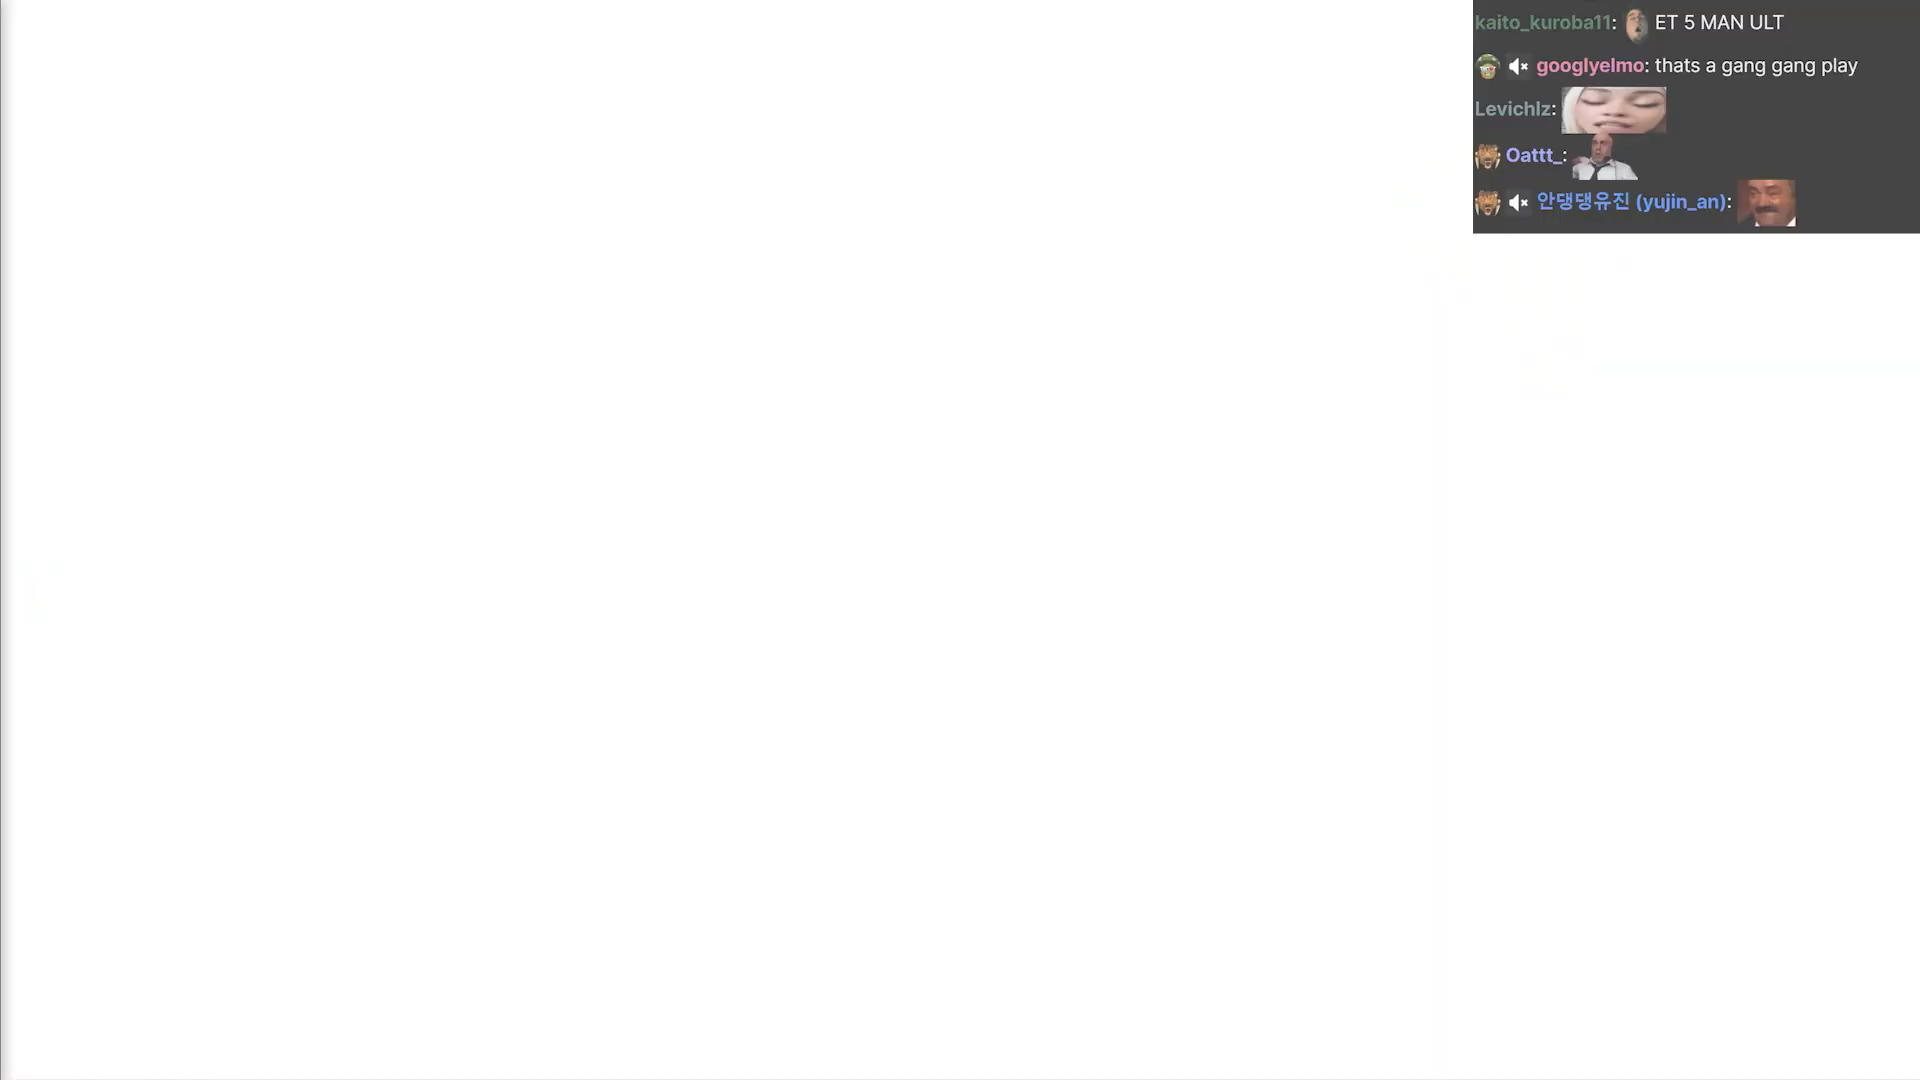 kaito_kuroba11: ET 5 MAN ULT
googlyelmo: thats a gang gang play
Levichlz:
Oattt_:
안댕댕유진 (yujin_an):